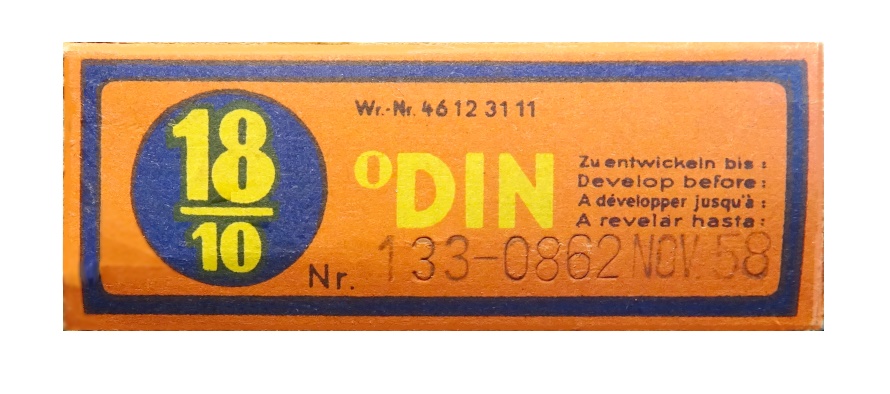 18
10
Wr.-Nr. 46 12 31 11
°DIN
Zu entwickeln bis :
Develop before :
A développer jusqu'à :
A revelár hasta :
Nr. 133-0862 NOV. 58